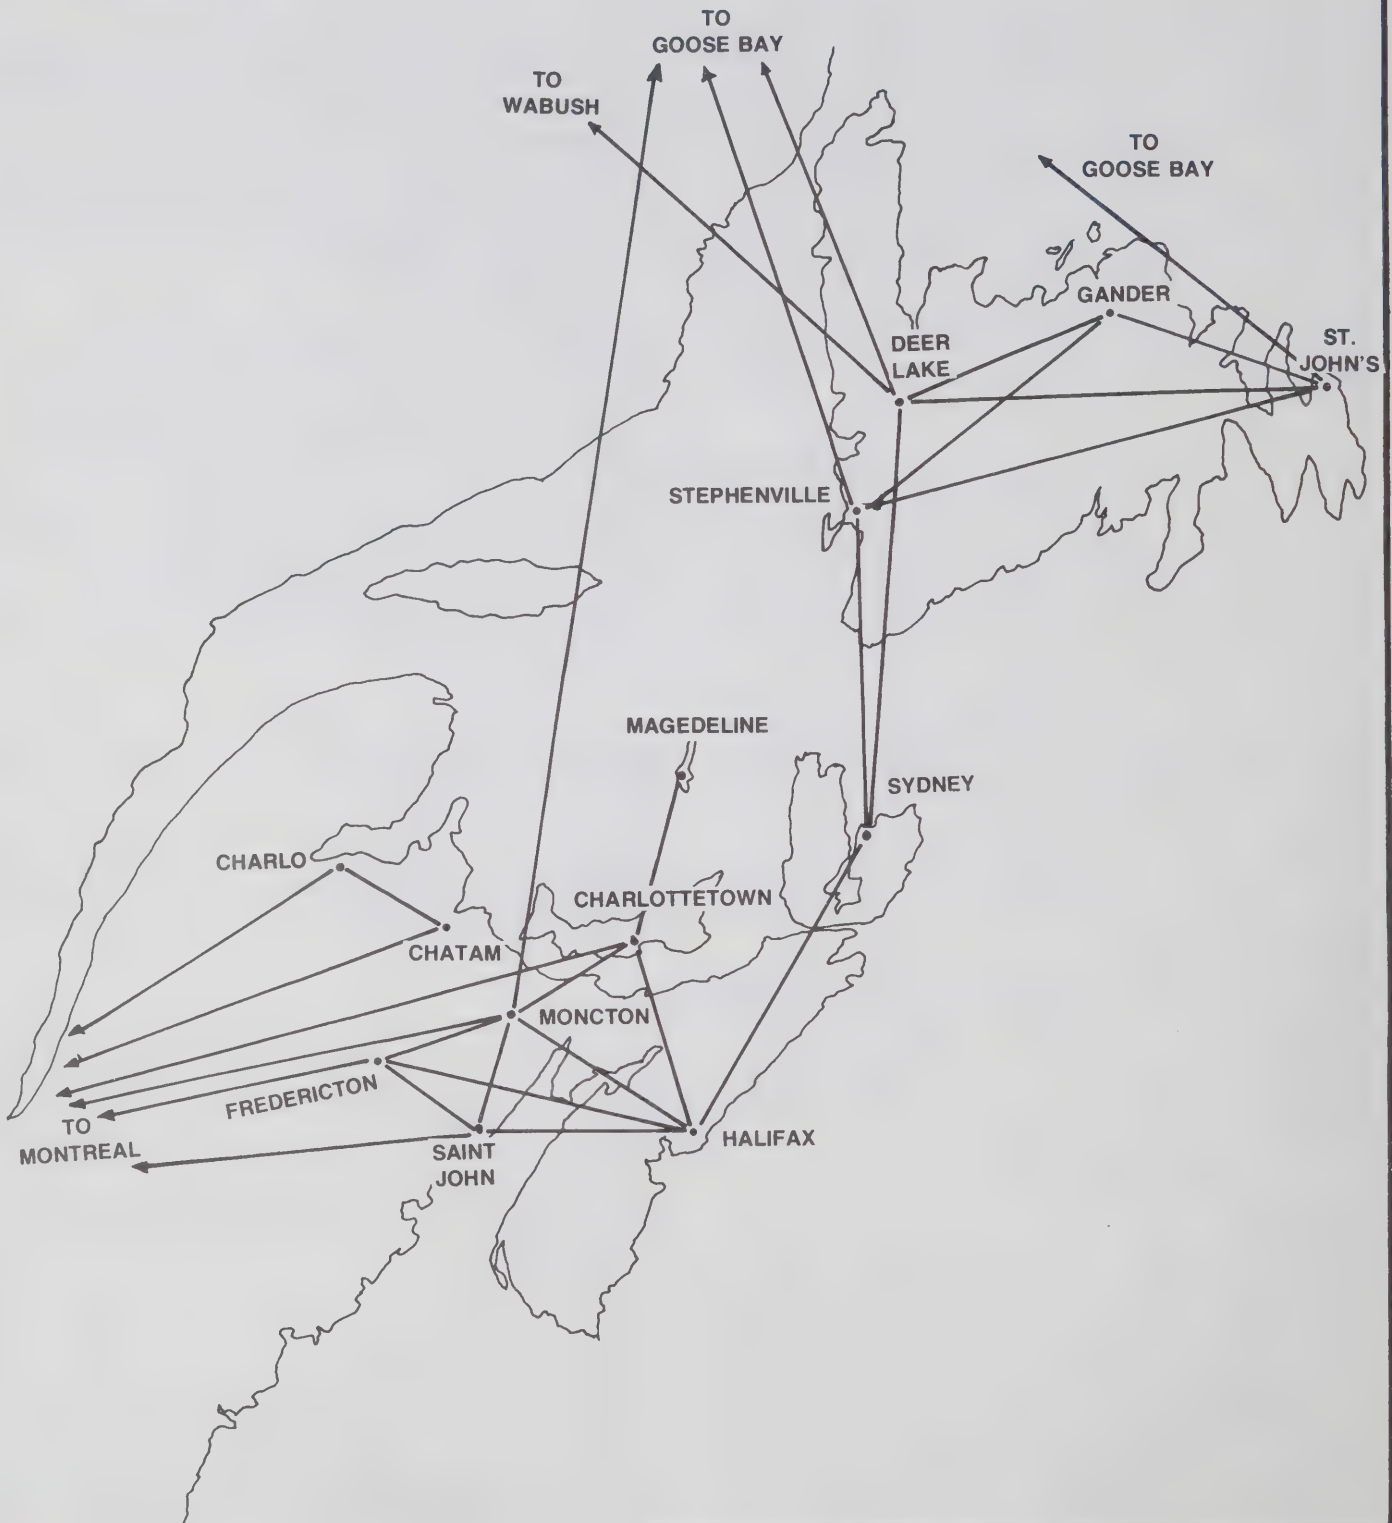 TO
GOOSE BAY
TO
WABUSH
TO
GOOSE BAY
GANDER
ST.
JOHN'S
DEER
LAKE
STEPHENVILLE
MAGEDELINE
SYDNEY
CHARLO
CHARLOTTETOWN
CHATAM
MONCTON
FREDERICTON
TO
MONTREAL
SAINT
JOHN
HALIFAX